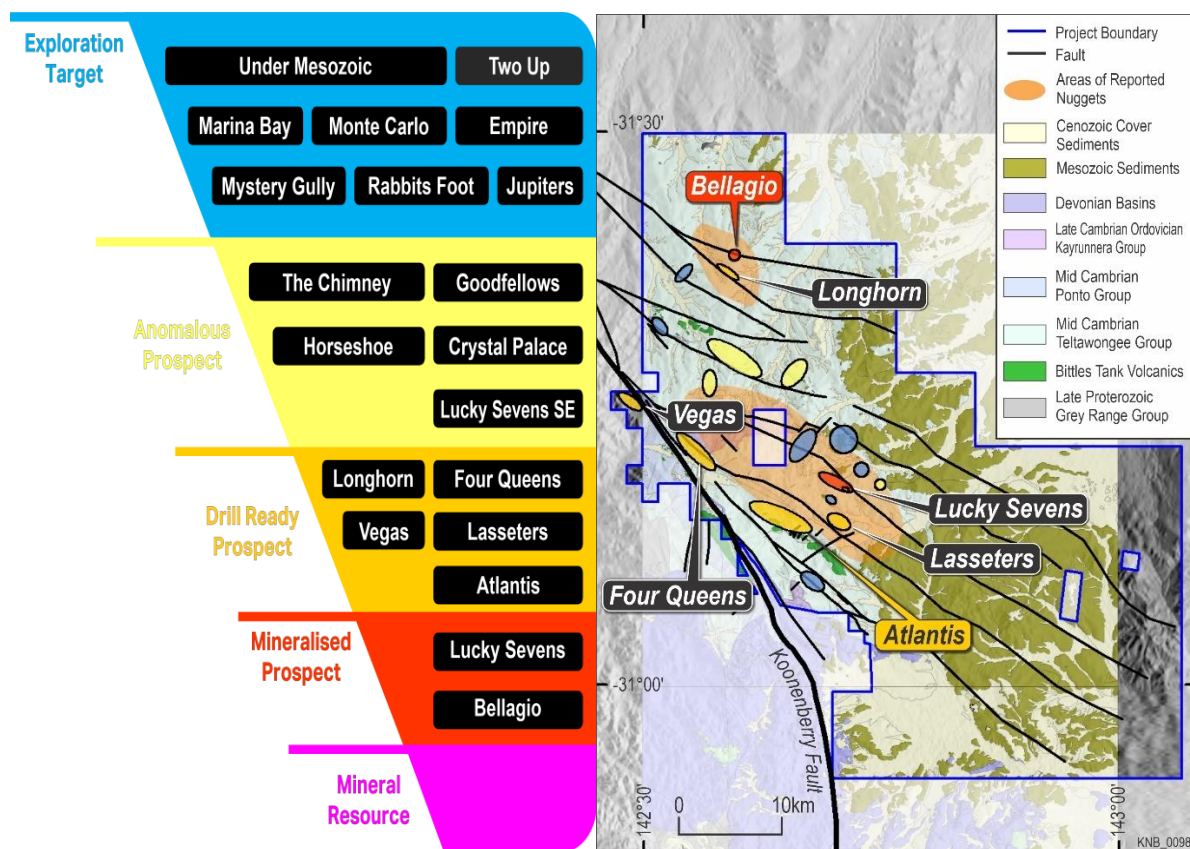 Exploration
Target
Under Mesozoic
Two Up
Marina Bay
Monte Carlo
Empire
Mystery Gully
Rabbits Foot
Jupiters
Anomalous
Prospect
The Chimney
Goodfellows
Horseshoe
Crystal Palace
Lucky Sevens SE
Drill Ready
Prospect
Longhorn
Four Queens
Vegas
Lasseters
Atlantis
Mineralised
Prospect
Lucky Sevens
Bellagio
Mineral
Resource
-31°30'
Bellagio
Longhorn
Vegas
Lucky Sevens
Lasseters
Four Queens
Atlantis
-31°00'
Koonenberry Fault
0
10km
142°30'
143°00'
KNB_0098
Project Boundary
Fault
Areas of Reported
Nuggets
Cenozoic Cover
Sediments
Mesozoic Sediments
Devonian Basins
Late Cambrian Ordovician
Kayrunnera Group
Mid Cambrian
Ponto Group
Mid Cambrian
Teltawongee Group
Bittles Tank Volcanics
Late Proterozoic
Grey Range Group